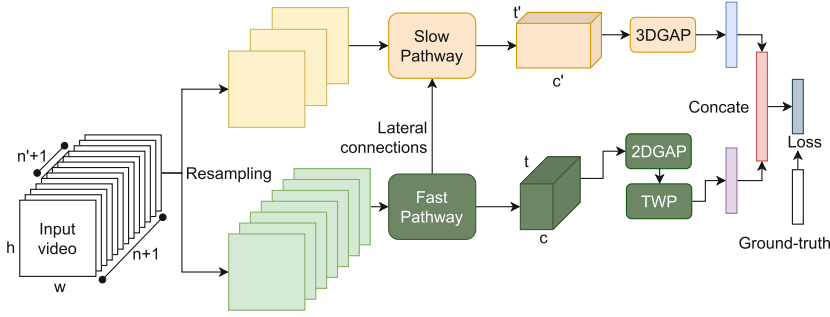 t'
Slow
Pathway
3DGAP
c'
Concate
Lateral
connections
n'+1
Resampling
Loss
t
2DGAP
Fast
Pathway
TWP
Input
video
h
n+1
c
w
Ground-truth